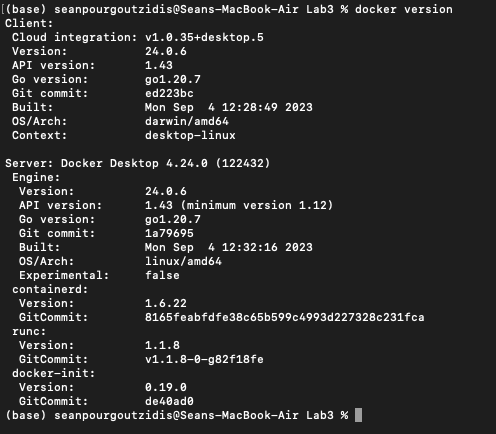 [(base) seanpourgoutzidis@Seans-MacBook-Air Lab3 % docker version
Client:
 Cloud integration: v1.0.35+desktop.5
 Version:           24.0.6
 API version:       1.43
 Go version:        go1.20.7
 Git commit:        ed223bc
 Built:             Mon Sep  4 12:28:49 2023
 OS/Arch:           darwin/amd64
 Context:           desktop-linux

Server: Docker Desktop 4.24.0 (122432)
 Engine:
  Version:          24.0.6
  API version:      1.43 (minimum version 1.12)
  Go version:       go1.20.7
  Git commit:       1a79695
  Built:            Mon Sep  4 12:32:16 2023
  OS/Arch:          linux/amd64
  Experimental:     false
 containerd:
  Version:          1.6.22
  GitCommit:        8165feabfdfe38c65b599c4993d227328c231fca
 runc:
  Version:          1.1.8
  GitCommit:        v1.1.8-0-g82f18fe
 docker-init:
  Version:          0.19.0
  GitCommit:        de40ad0
(base) seanpourgoutzidis@Seans-MacBook-Air Lab3 %